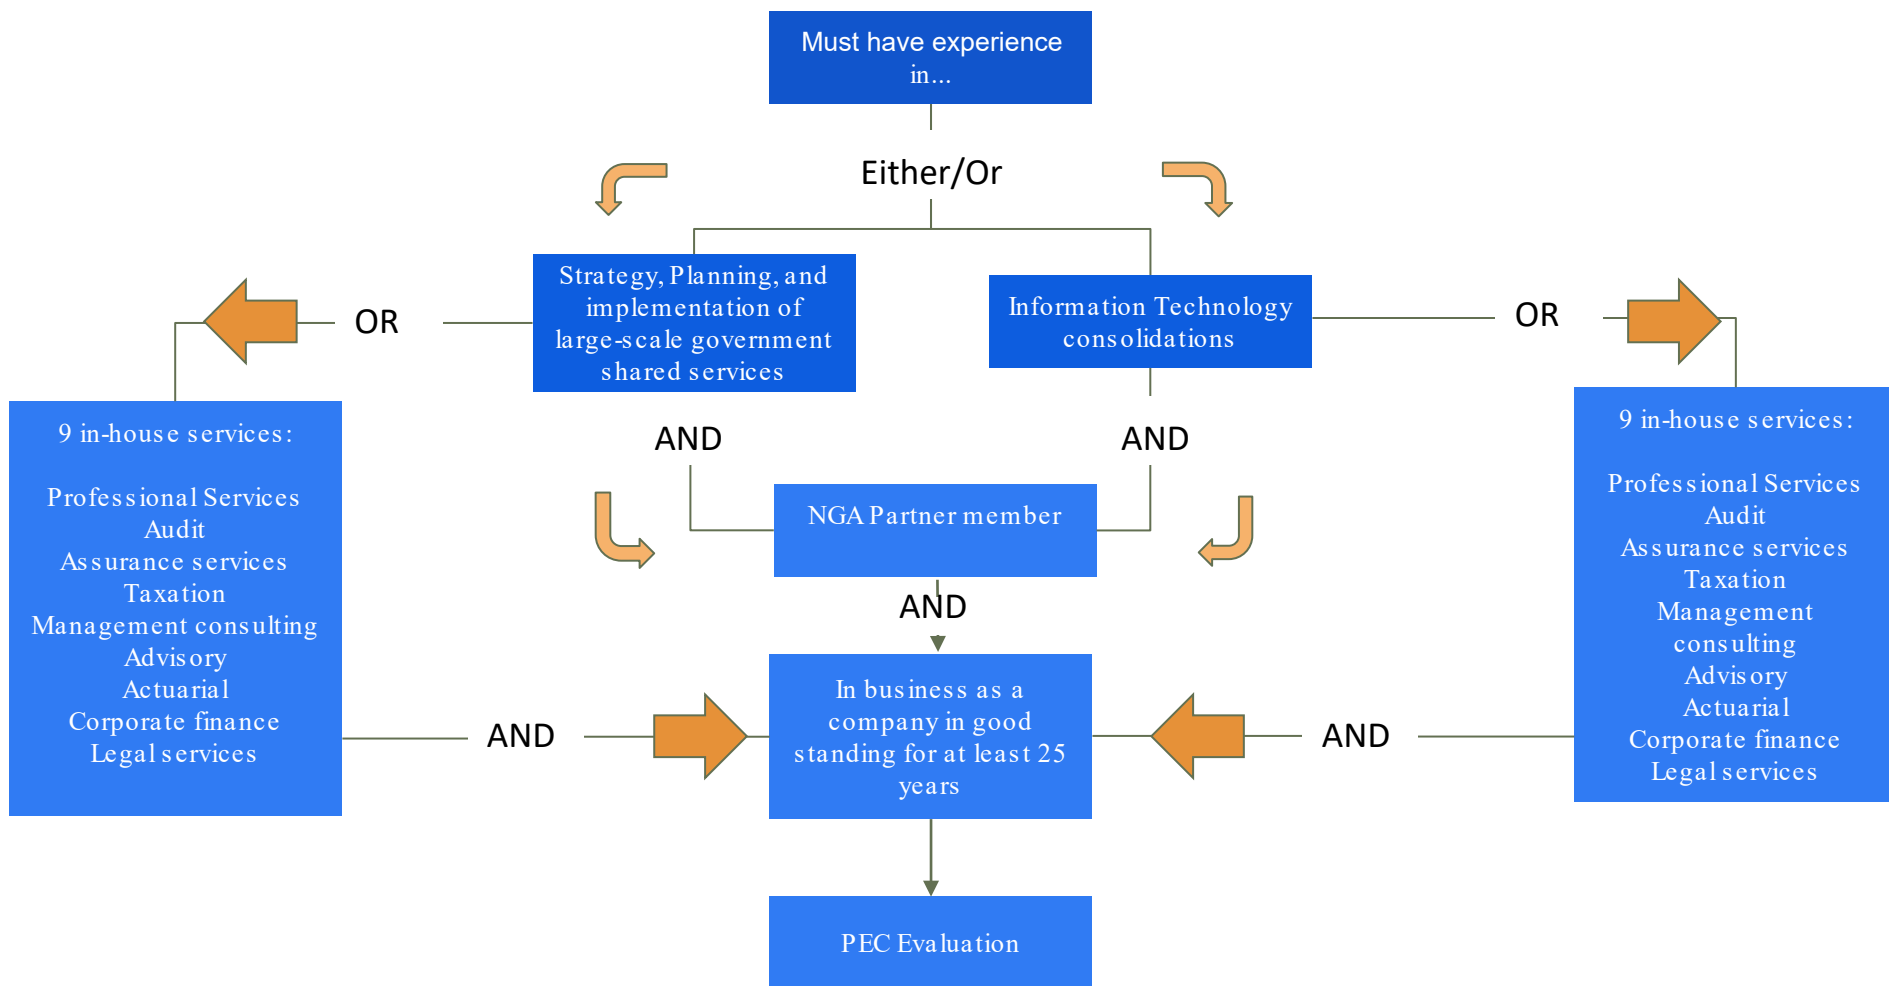 Must have experience
in...
Either/Or
Strategy, Planning, and
implementation of
large-scale government
shared services
Information Technology
consolidations
OR
OR
9 in-house services:
Professional Services
Audit
Assurance services
Taxation
Management consulting
Advisory
Actuarial
Corporate finance
Legal services
AND
AND
NGA Partner member
9 in-house services:
Professional Services
Audit
Assurance services
Taxation
Management
consulting
Advisory
Actuarial
Corporate finance
Legal services
AND
In business as a
company in good
standing for at least 25
years
AND
AND
PEC Evaluation